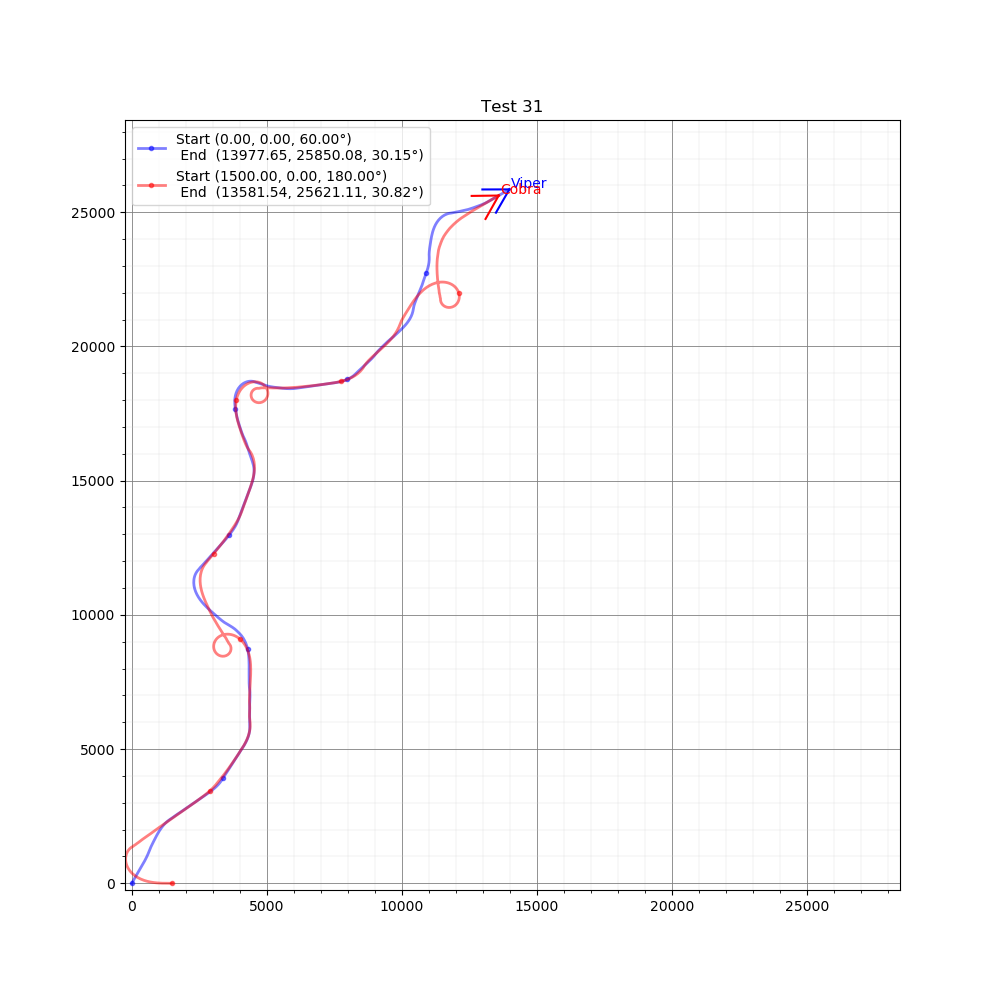 Test 31
Start (0.00, 0.00, 60.00°)
End (13977.65, 25850.08, 30.15°)
Start (1500.00, 0.00, 180.00°)
End (13581.54, 25621.11, 30.82°)
Viper
Cobra
25000
20000
15000
10000
5000
0
0 5000 10000 15000 20000 25000